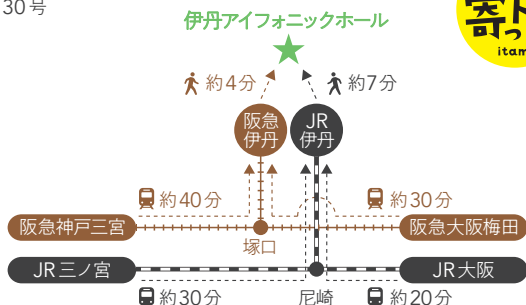 30号
伊丹アイフォニックホール
寄っ
itam
約4分
約7分
阪急
伊丹
JR
伊丹
約40分
約30分
阪急神戸三宮
阪急大阪梅田
塚口
JR三ノ宮
JR大阪
約30分
尼崎
約20分